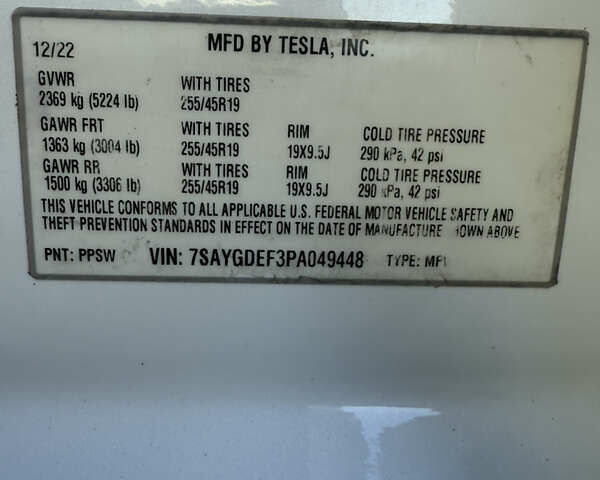 12/22 MFD BY TESLA, INC.
GVWR WITH TIRES
2369 kg (5224 lb) 255/45R19
GAWR FRT WITH TIRES RIM COLD TIRE PRESSURE
1363 kg (3004 lb) 255/45R19 19X9.5J 290 kPa, 42 psi
GAWR RR WITH TIRES RIM COLD TIRE PRESSURE
1500 kg (3306 lb) 255/45R19 19X9.5J 290 kPa, 42 psi
THIS VEHICLE CONFORMS TO ALL APPLICABLE U.S. FEDERAL MOTOR VEHICLE SAFETY AND
THEFT PREVENTION STANDARDS IN EFFECT ON THE DATE OF MANUFACTURE ABOVE
PNT: PPSW VIN: 7SAYGDEF3PA049448 TYPE: